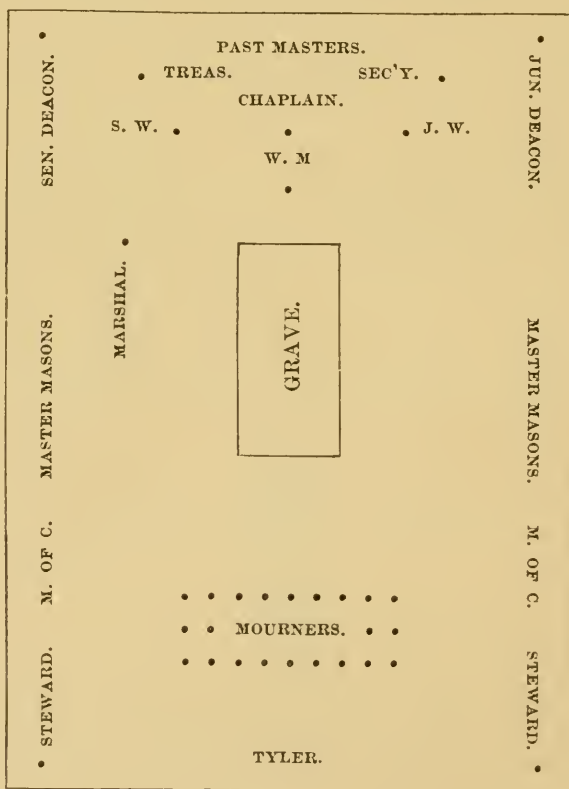 PAST MASTERS.
TREAS. SEC'Y.
CHAPLAIN.
S. W. J. W.
W. M
SEN. DEACON.
JUN. DEACON.
MARSHAL.
GRAVE.
MASTER MASONS.
MASTER MASONS.
M. OF C.
M. OF C.
MOURNERS.
STEWARD.
STEWARD.
TYLER.